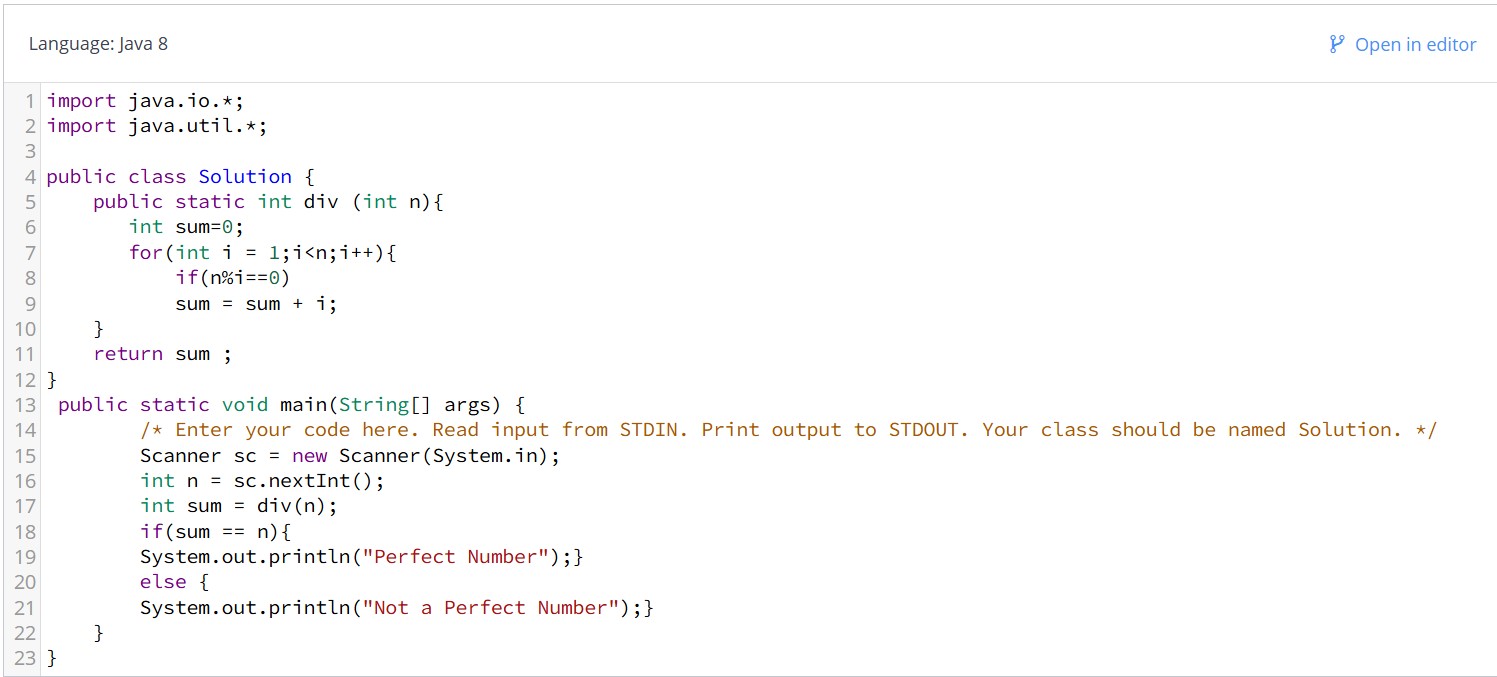 Language: Java 8
Open in editor
1 import java.io.*;
2 import java.util.*;
3
4 public class Solution {
5     public static int div (int n){
6        int sum=0;
7        for(int i = 1;i<n;i++){
8            if(n%i==0)
9            sum = sum + i;
10     }
11     return sum ;
12 }
13  public static void main(String[] args) {
14         /* Enter your code here. Read input from STDIN. Print output to STDOUT. Your class should be named Solution. */
15         Scanner sc = new Scanner(System.in);
16         int n = sc.nextInt();
17         int sum = div(n);
18         if(sum == n){
19         System.out.println("Perfect Number");}
20         else {
21         System.out.println("Not a Perfect Number");}
22     }
23 }